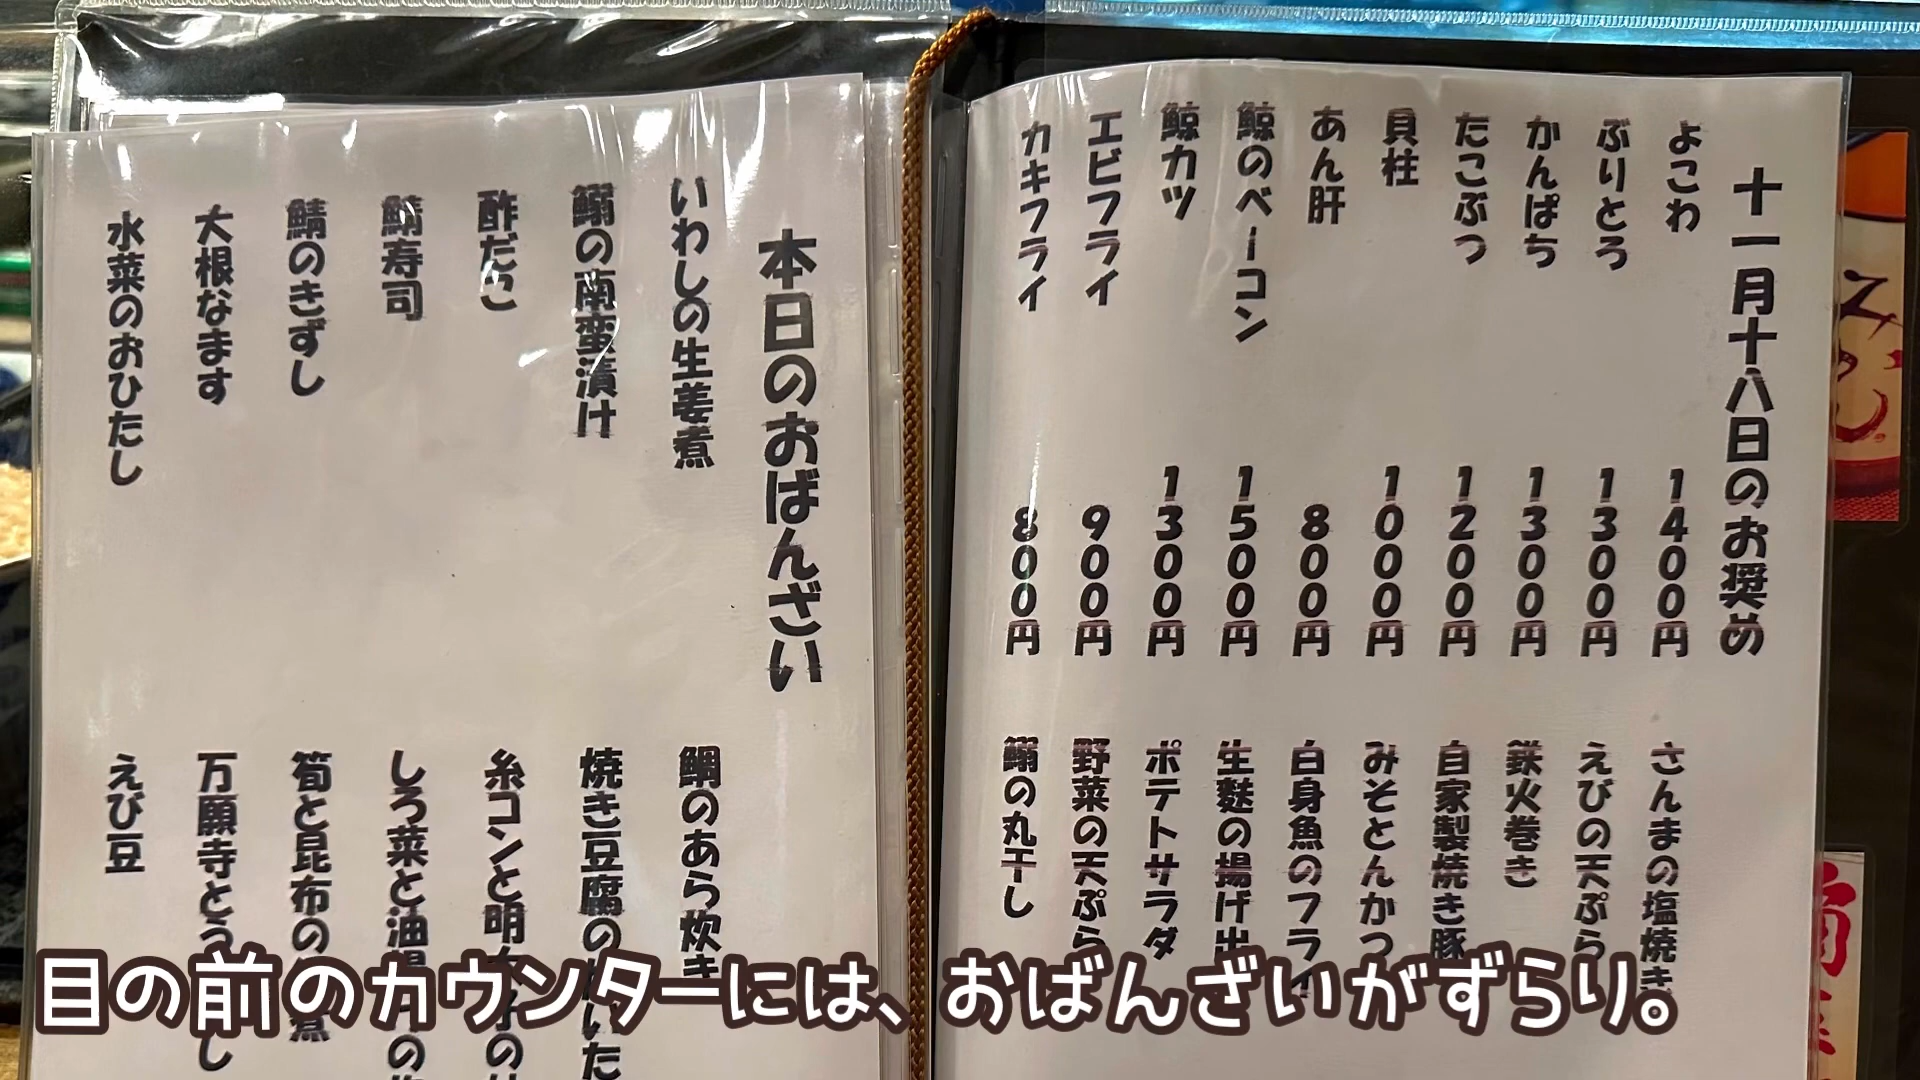 十一月十八日のお奨め
よこわ 1400円
ぶりとろ 1300円
かんぱち 1300円
たこぶつ 1200円
貝柱 1000円
あん肝 800円
鯨のベーコン 1500円
鯨カツ 1300円
エビフライ 900円
カキフライ 800円
さんまの塩焼き
えびの天ぷら
鉄火巻き
自家製焼き豚
みそとんかつ
白身魚のフライ
生麩の揚げ出
ポテトサラダ
野菜の天ぷら
鰯の丸干し
本日のおばんざい
いわしの生姜煮
鰯の南蛮漬け
酢だこ
鯖寿司
鯖のきずし
大根なます
水菜のおひたし
鯛のあら炊き
焼き豆腐の
糸コンと明太子の
しろ菜と油揚げの
筍と昆布の
万願寺とう
えび豆
目の前のカウンターには、おばんざいがずらり。